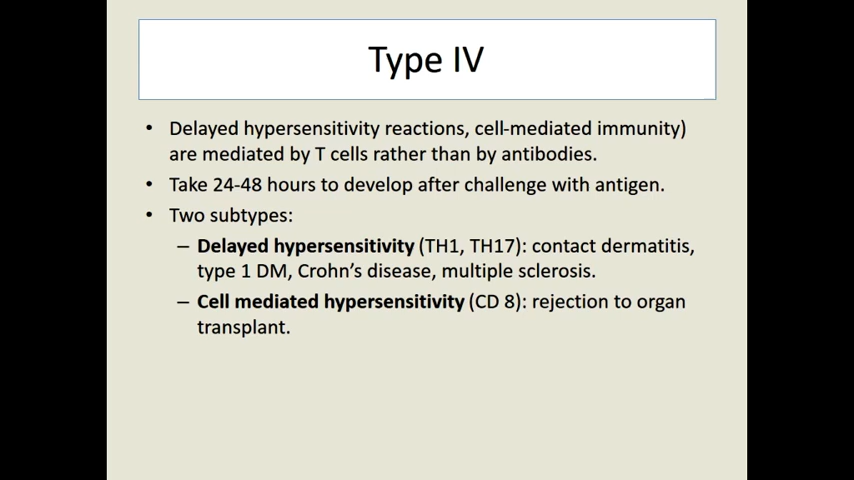 Type IV
• Delayed hypersensitivity reactions, cell-mediated immunity)
are mediated by T cells rather than by antibodies.
• Take 24-48 hours to develop after challenge with antigen.
• Two subtypes:
– Delayed hypersensitivity (TH1, TH17): contact dermatitis,
type 1 DM, Crohn’s disease, multiple sclerosis.
– Cell mediated hypersensitivity (CD 8): rejection to organ
transplant.